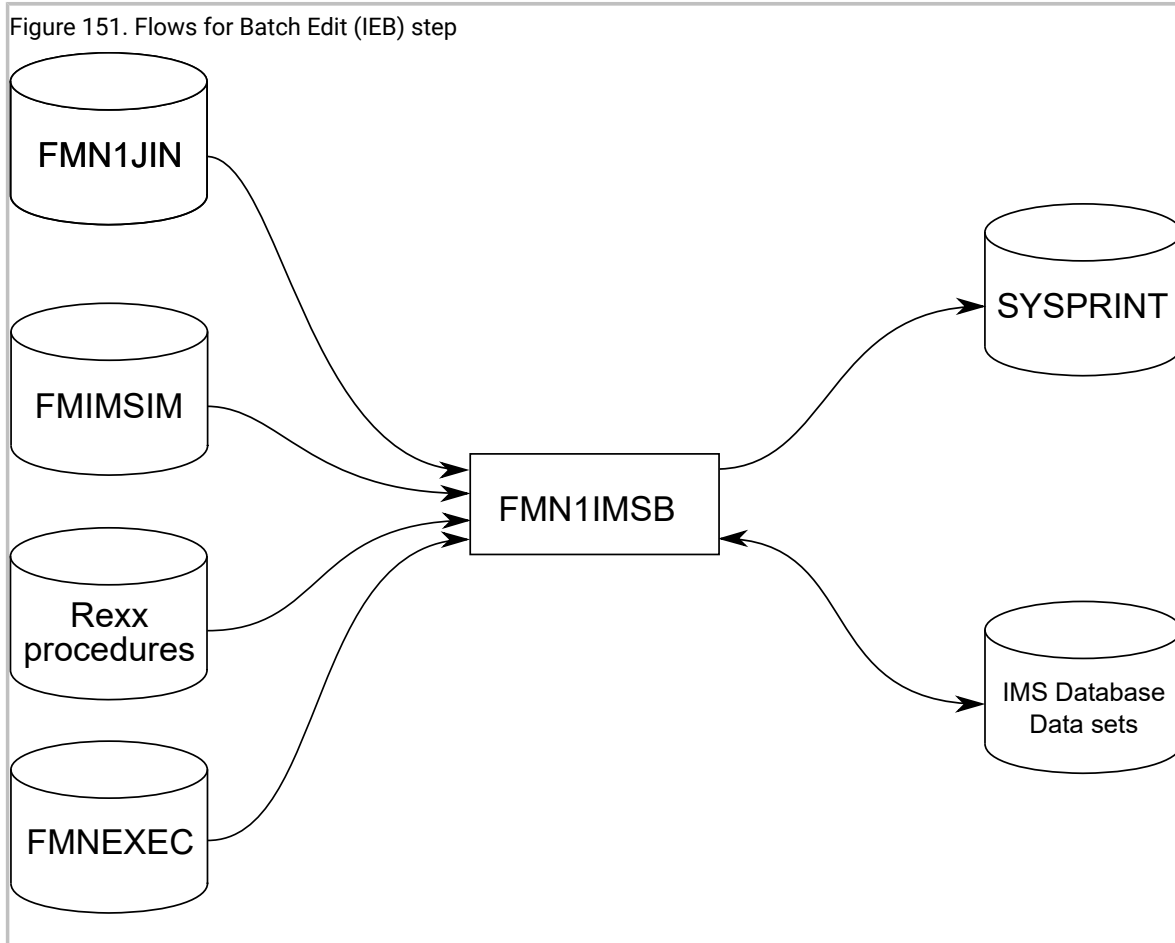 Figure 151. Flows for Batch Edit (IEB) step
FMN1JIN
FMIMSIM
Rexx
procedures
FMNEXEC
FMN1IMSB
SYSPRINT
IMS Database
Data sets